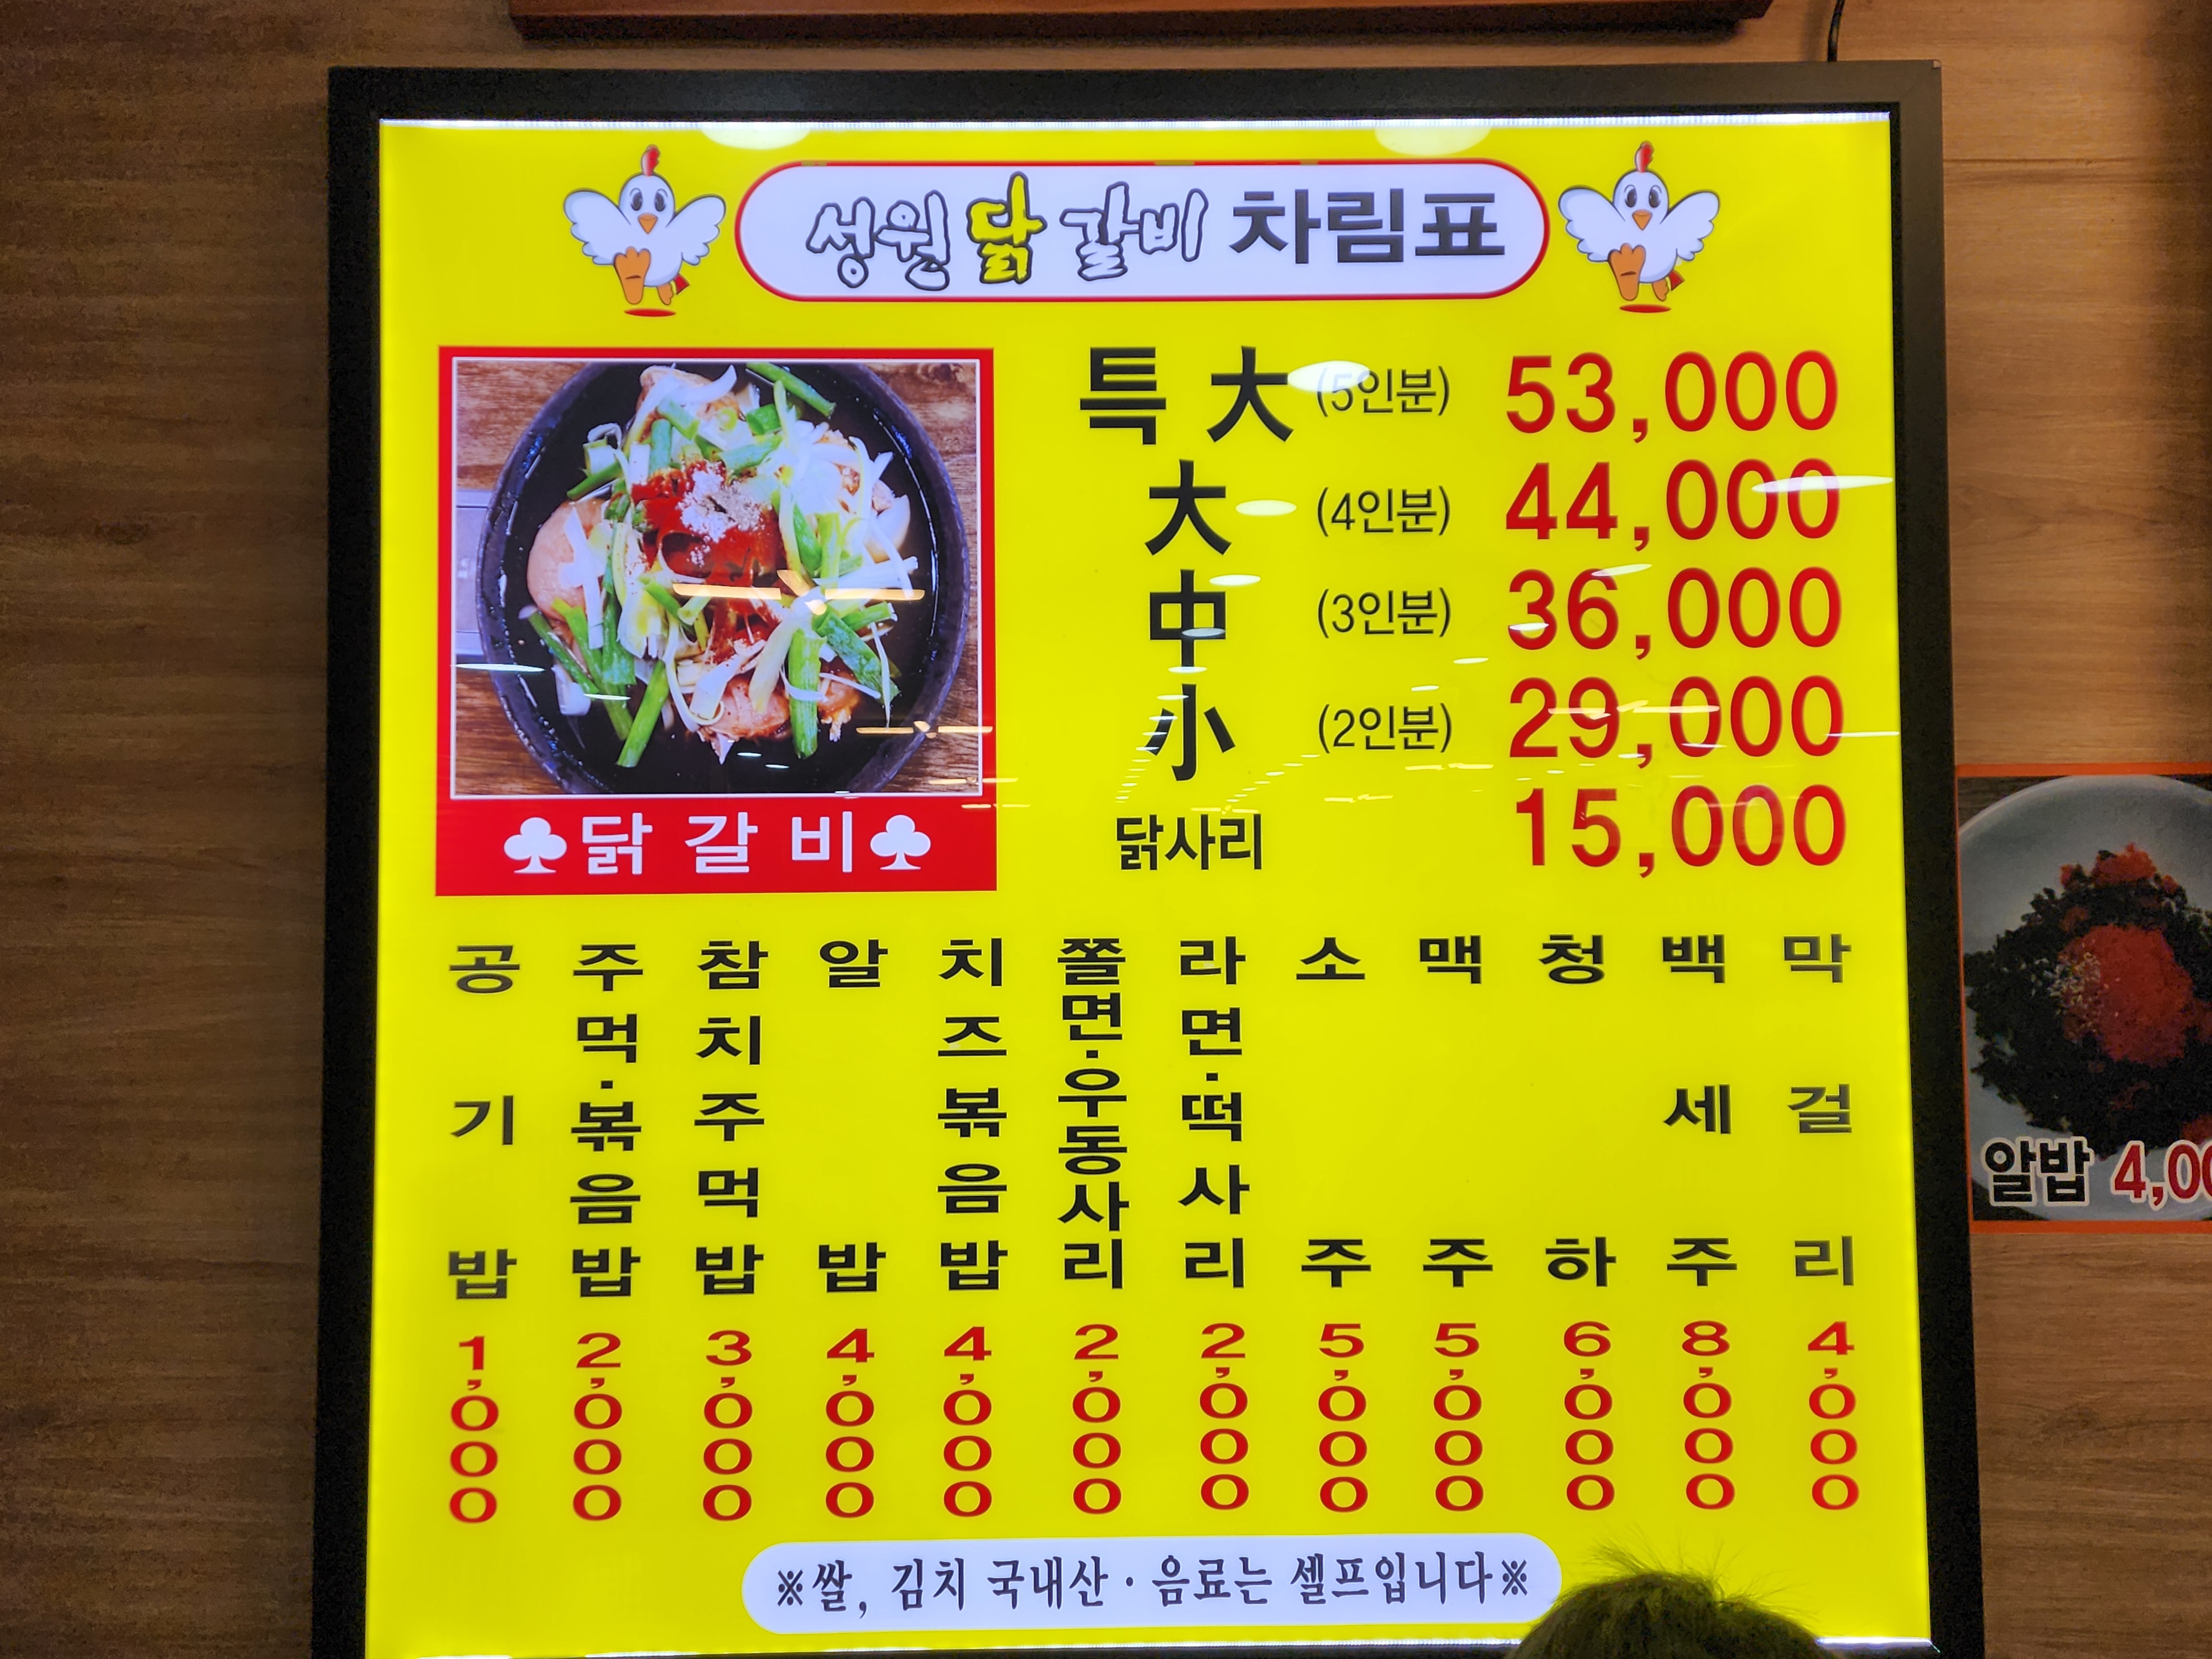 성원닭갈비 차림표
특 大 (5인분) 53,000
大 (4인분) 44,000
中 (3인분) 36,000
小 (2인분) 29,000
닭사리 15,000
♣닭갈비♣
공기밥 1,000
주먹·볶음밥 2,000
참치주먹밥 3,000
알밥 4,000
치즈볶음밥 4,000
쫄면·우동사리 2,000
라면·떡사리 2,000
소주 5,000
맥주 5,000
청하 6,000
백세주 8,000
막걸리 4,000
※쌀, 김치 국내산·음료는 셀프입니다※
알밥 4,00